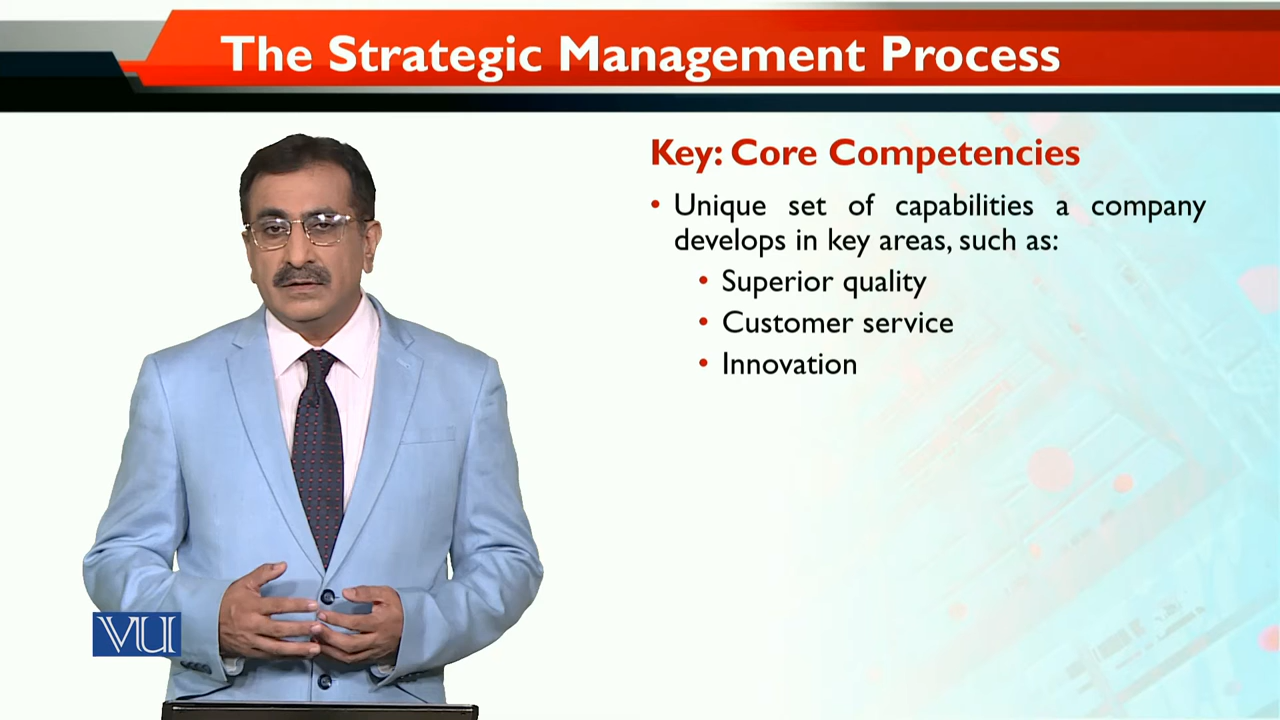 The Strategic Management Process
Key: Core Competencies
• Unique set of capabilities a company
develops in key areas, such as:
• Superior quality
• Customer service
• Innovation
VU